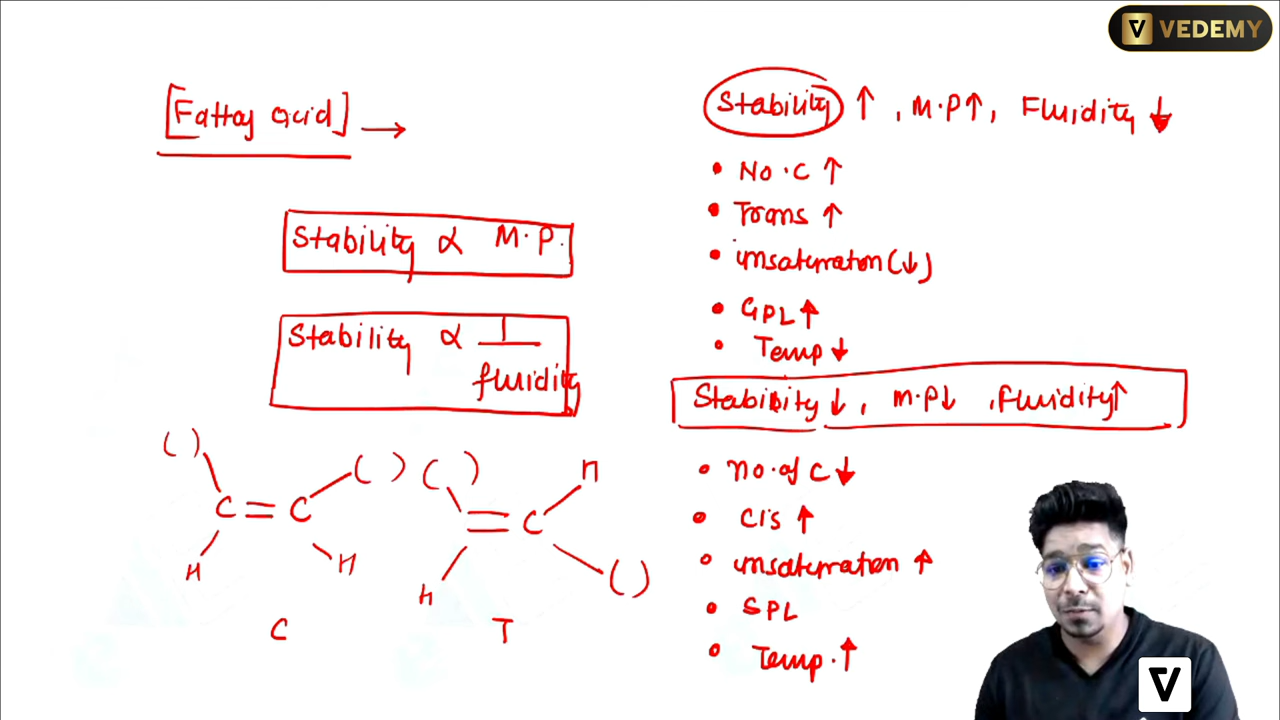 VEDEMY
[Fatty acid] →
Stability ∝ M.P.
Stability ∝ 1
fluidity
Stability ↑, M.P↑, Fluidity ↓
• No.C ↑
• Trans ↑
• unsaturation (↓)
• GPL ↑
• Temp ↓
Stability ↓, M.P↓, fluidity↑
• no.of C ↓
• Cis ↑
• unsaturation ↑
• SPL
• Temp.↑
( ) ( )
C = C
H H
C
( ) H
= C
H ( )
T